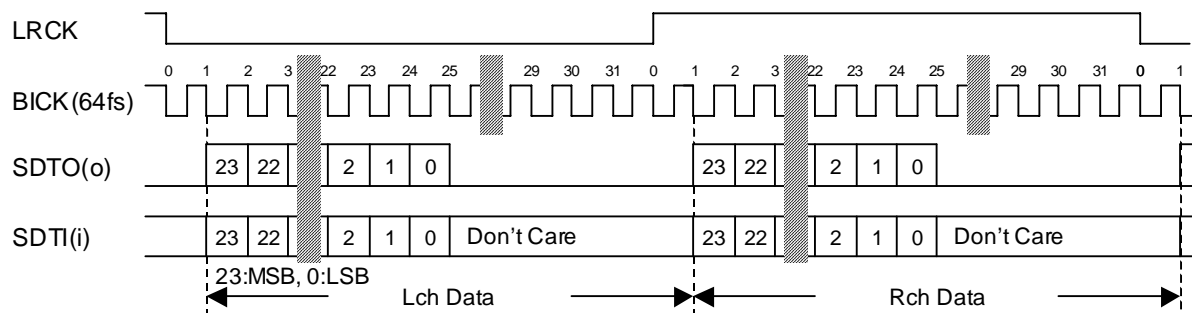 LRCK
0 1 2 3 22 23 24 25 29 30 31 0 1 2 3 22 23 24 25 29 30 31 0 1
BICK(64fs)
SDTO(o) 23 22 2 1 0 23 22 2 1 0
SDTI(i) 23 22 2 1 0 Don't Care 23 22 2 1 0 Don't Care
23:MSB, 0:LSB
Lch Data Rch Data